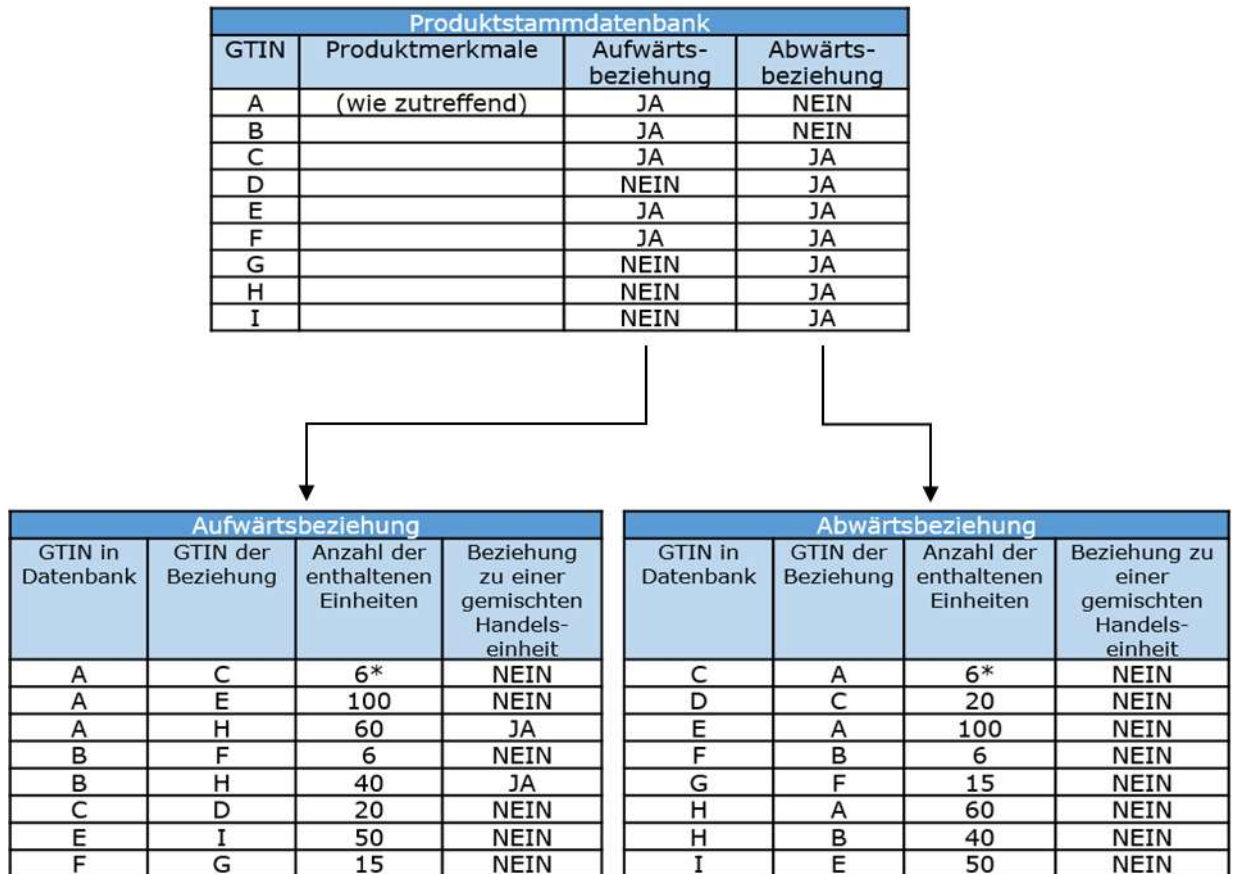 Produktstammdatenbank
GTIN Produktmerkmale Aufwärts- Abwärts-
beziehung beziehung
A (wie zutreffend) JA NEIN
B JA NEIN
C JA JA
D NEIN JA
E JA JA
F JA JA
G NEIN JA
H NEIN JA
I NEIN JA
Aufwärtsbeziehung
GTIN in GTIN der Anzahl der Beziehung
Datenbank Beziehung enthaltenen zu einer
Einheiten gemischten
Handels-
einheit
A C 6* NEIN
A E 100 NEIN
A H 60 JA
B F 6 NEIN
B H 40 JA
C D 20 NEIN
E I 50 NEIN
F G 15 NEIN
Abwärtsbeziehung
GTIN in GTIN der Anzahl der Beziehung zu
Datenbank Beziehung enthaltenen einer
Einheiten gemischten
Handels-
einheit
C A 6* NEIN
D C 20 NEIN
E A 100 NEIN
F B 6 NEIN
G F 15 NEIN
H A 60 NEIN
H B 40 NEIN
I E 50 NEIN